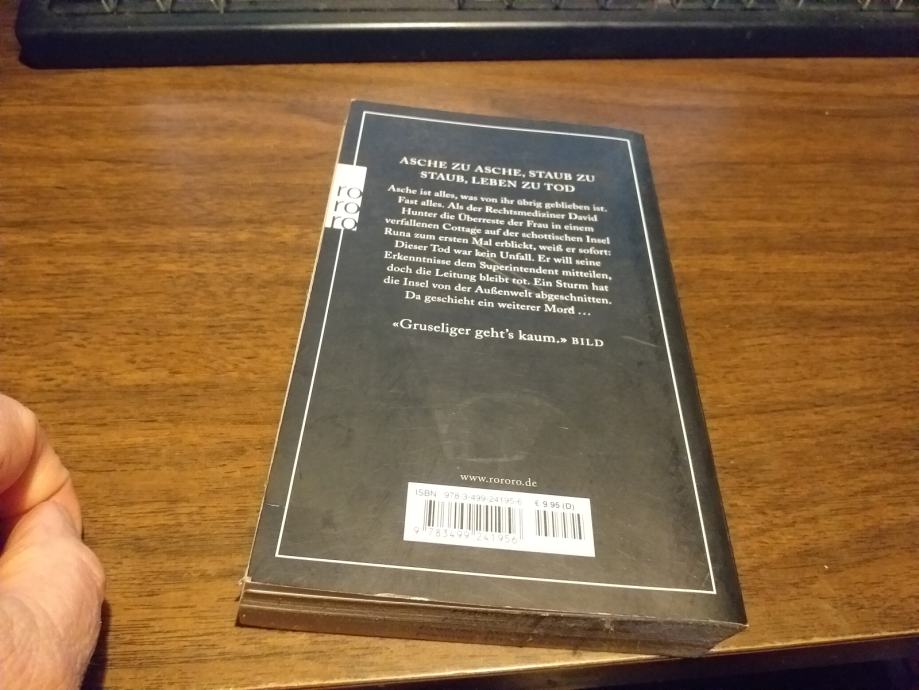 ro
ro
ro
ASCHE ZU ASCHE, STAUB ZU
STAUB, LEBEN ZU TOD
Asche ist alles, was von ihr übrig geblieben ist.
Fast alles. Als der Rechtsmediziner David
Hunter die Überreste der Frau in einem
verfallenen Cottage auf der schottischen Insel
Runa zum ersten Mal erblickt, weiß er sofort:
Dieser Tod war kein Unfall. Er will seine
Erkenntnisse dem Superintendent mitteilen,
doch die Leitung bleibt tot. Ein Sturm hat
die Insel von der Außenwelt abgeschnitten.
Da geschieht ein weiterer Mord …
«Gruseliger geht's kaum.» BILD
www.rororo.de
ISBN 978-3-499-24195-6 € 9.95 (D)
9 783499 241956